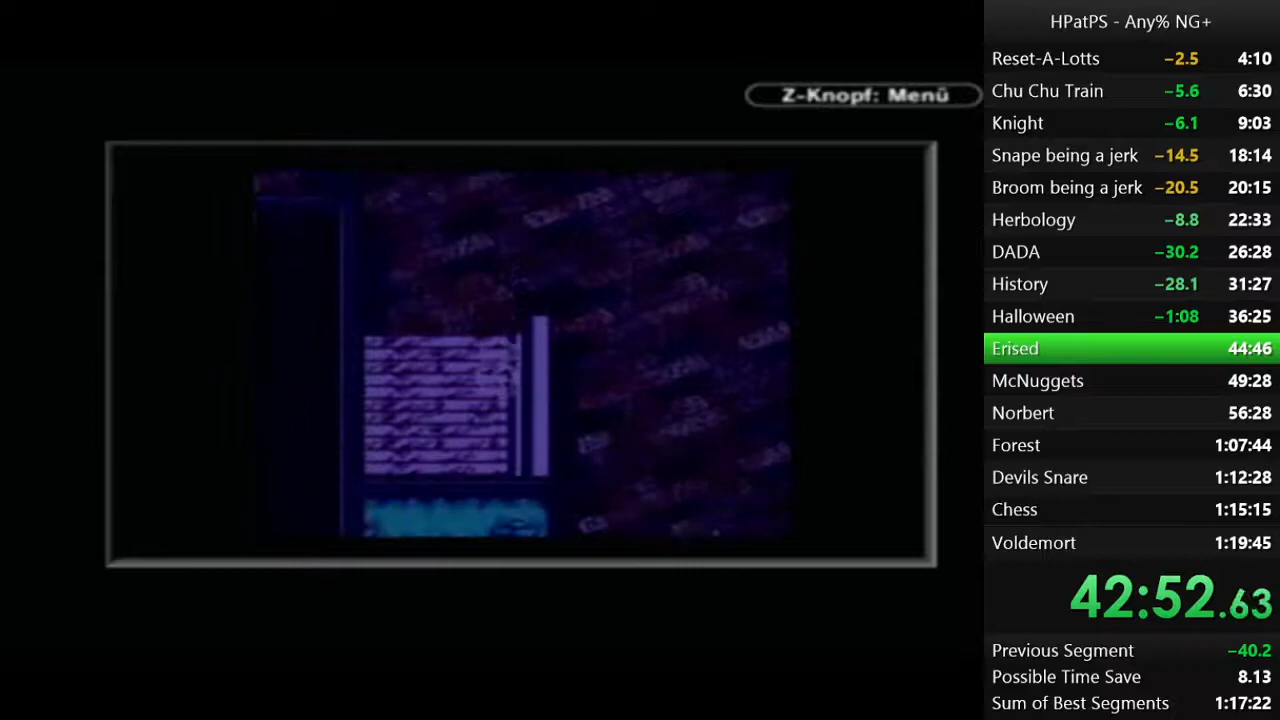 Z-Knopf: Menü
HPatPS - Any% NG+
Reset-A-Lotts −2.5 4:10
Chu Chu Train −5.6 6:30
Knight −6.1 9:03
Snape being a jerk −14.5 18:14
Broom being a jerk −20.5 20:15
Herbology −8.8 22:33
DADA −30.2 26:28
History −28.1 31:27
Halloween −1:08 36:25
Erised 44:46
McNuggets 49:28
Norbert 56:28
Forest 1:07:44
Devils Snare 1:12:28
Chess 1:15:15
Voldemort 1:19:45
42:52.63
Previous Segment −40.2
Possible Time Save 8.13
Sum of Best Segments 1:17:22